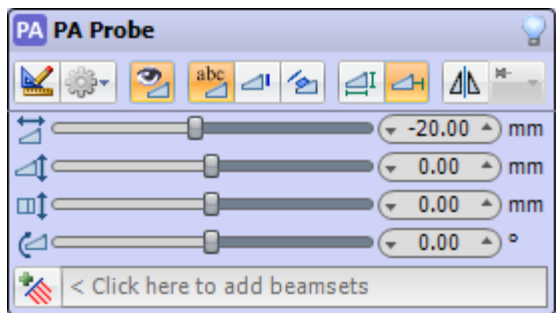 PA PA Probe
abc
-20.00 mm
0.00 mm
0.00 mm
0.00 °
< Click here to add beamsets